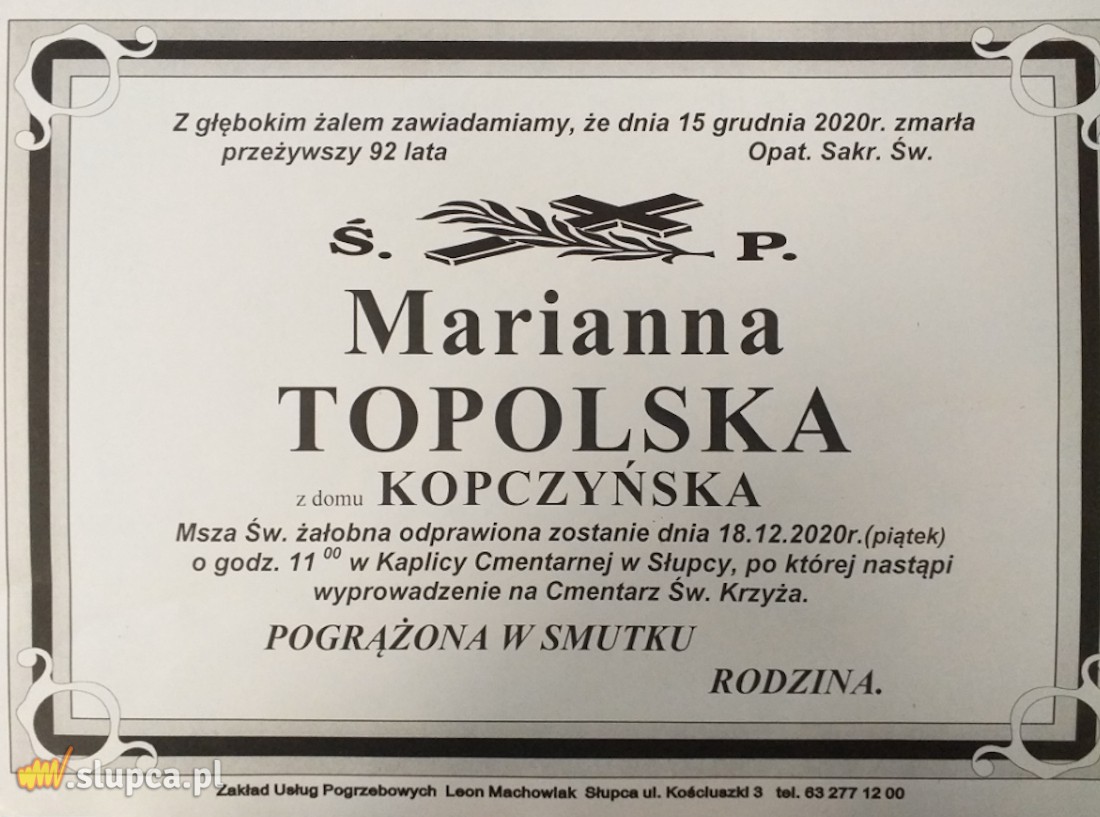 Z głębokim żalem zawiadamiamy, że dnia 15 grudnia 2020r. zmarła
przeżywszy 92 lata Opat. Sakr. Św.
Ś. P.
Marianna
TOPOLSKA
z domu KOPCZYŃSKA
Msza Św. żałobna odprawiona zostanie dnia 18.12.2020r.(piątek)
o godz. 11 00 w Kaplicy Cmentarnej w Słupcy, po której nastąpi
wyprowadzenie na Cmentarz Św. Krzyża.
POGRĄŻONA W SMUTKU
RODZINA.
.slupca.pl
Zakład Usług Pogrzebowych Leon Machowiak Słupca ul. Kościuszki 3 tel. 63 277 12 00